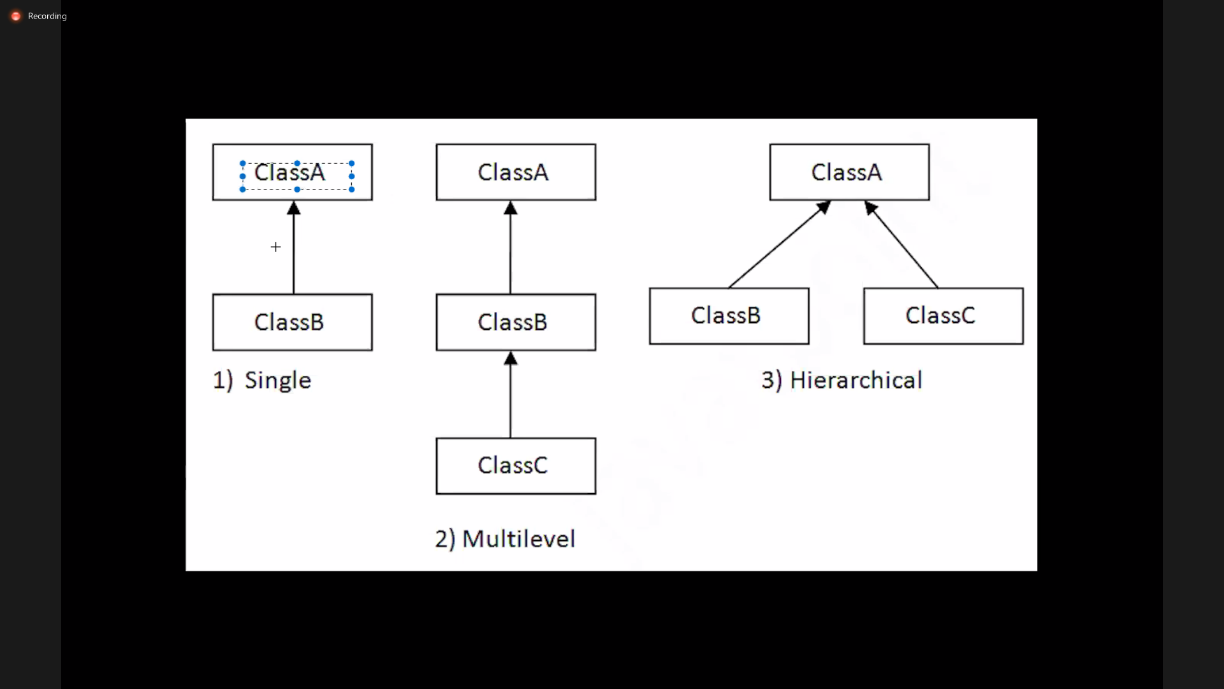 Recording
ClassA
ClassB
1) Single
ClassA
ClassB
ClassC
2) Multilevel
ClassA
ClassB
ClassC
3) Hierarchical